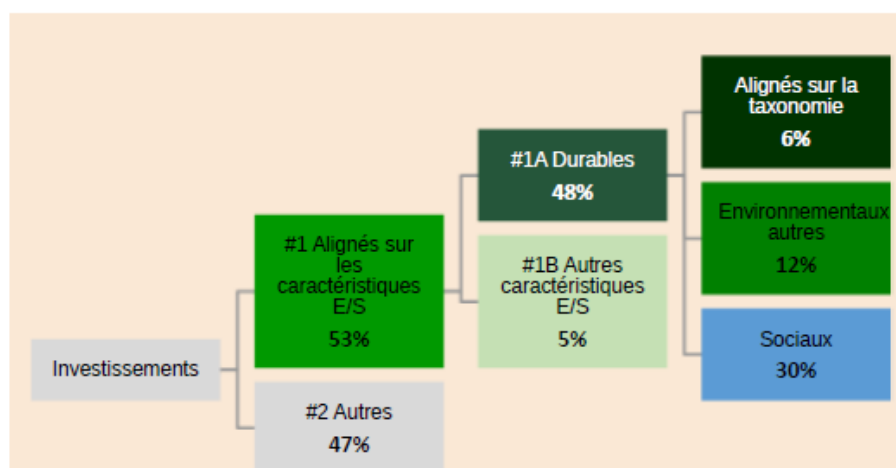 Investissements
#1 Alignés sur
les
caractéristiques
E/S
53%
#2 Autres
47%
#1A Durables
48%
#1B Autres
caractéristiques
E/S
5%
Alignés sur la
taxonomie
6%
Environnementaux
autres
12%
Sociaux
30%